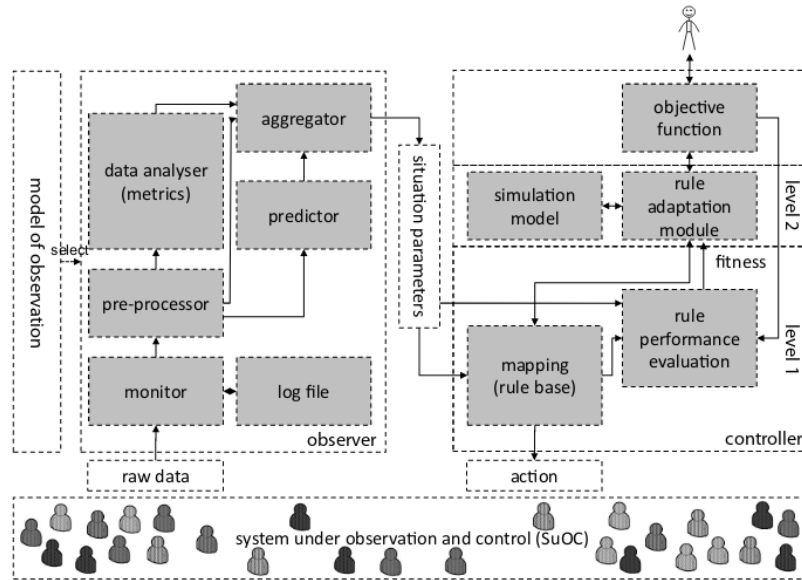 model of observation
select
data analyser
(metrics)
aggregator
predictor
pre-processor
monitor
log file
observer
raw data
situation parameters
objective
function
simulation
model
rule
adaptation
module
level 2
fitness
rule
performance
evaluation
mapping
(rule base)
level 1
controller
action
system under observation and control (SuOC)